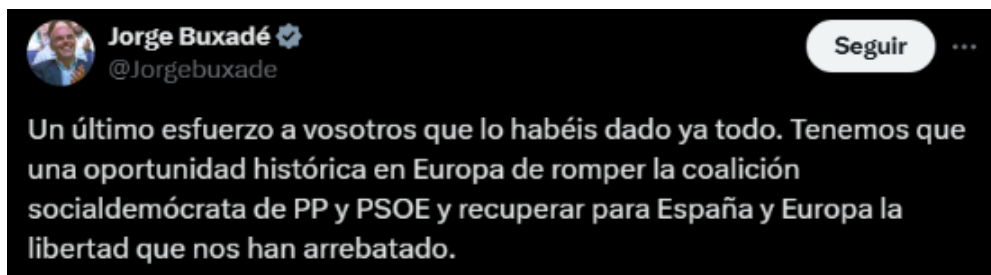 Jorge Buxadé
@Jorgebuxade
Seguir
Un último esfuerzo a vosotros que lo habéis dado ya todo. Tenemos que
una oportunidad histórica en Europa de romper la coalición
socialdemócrata de PP y PSOE y recuperar para España y Europa la
libertad que nos han arrebatado.